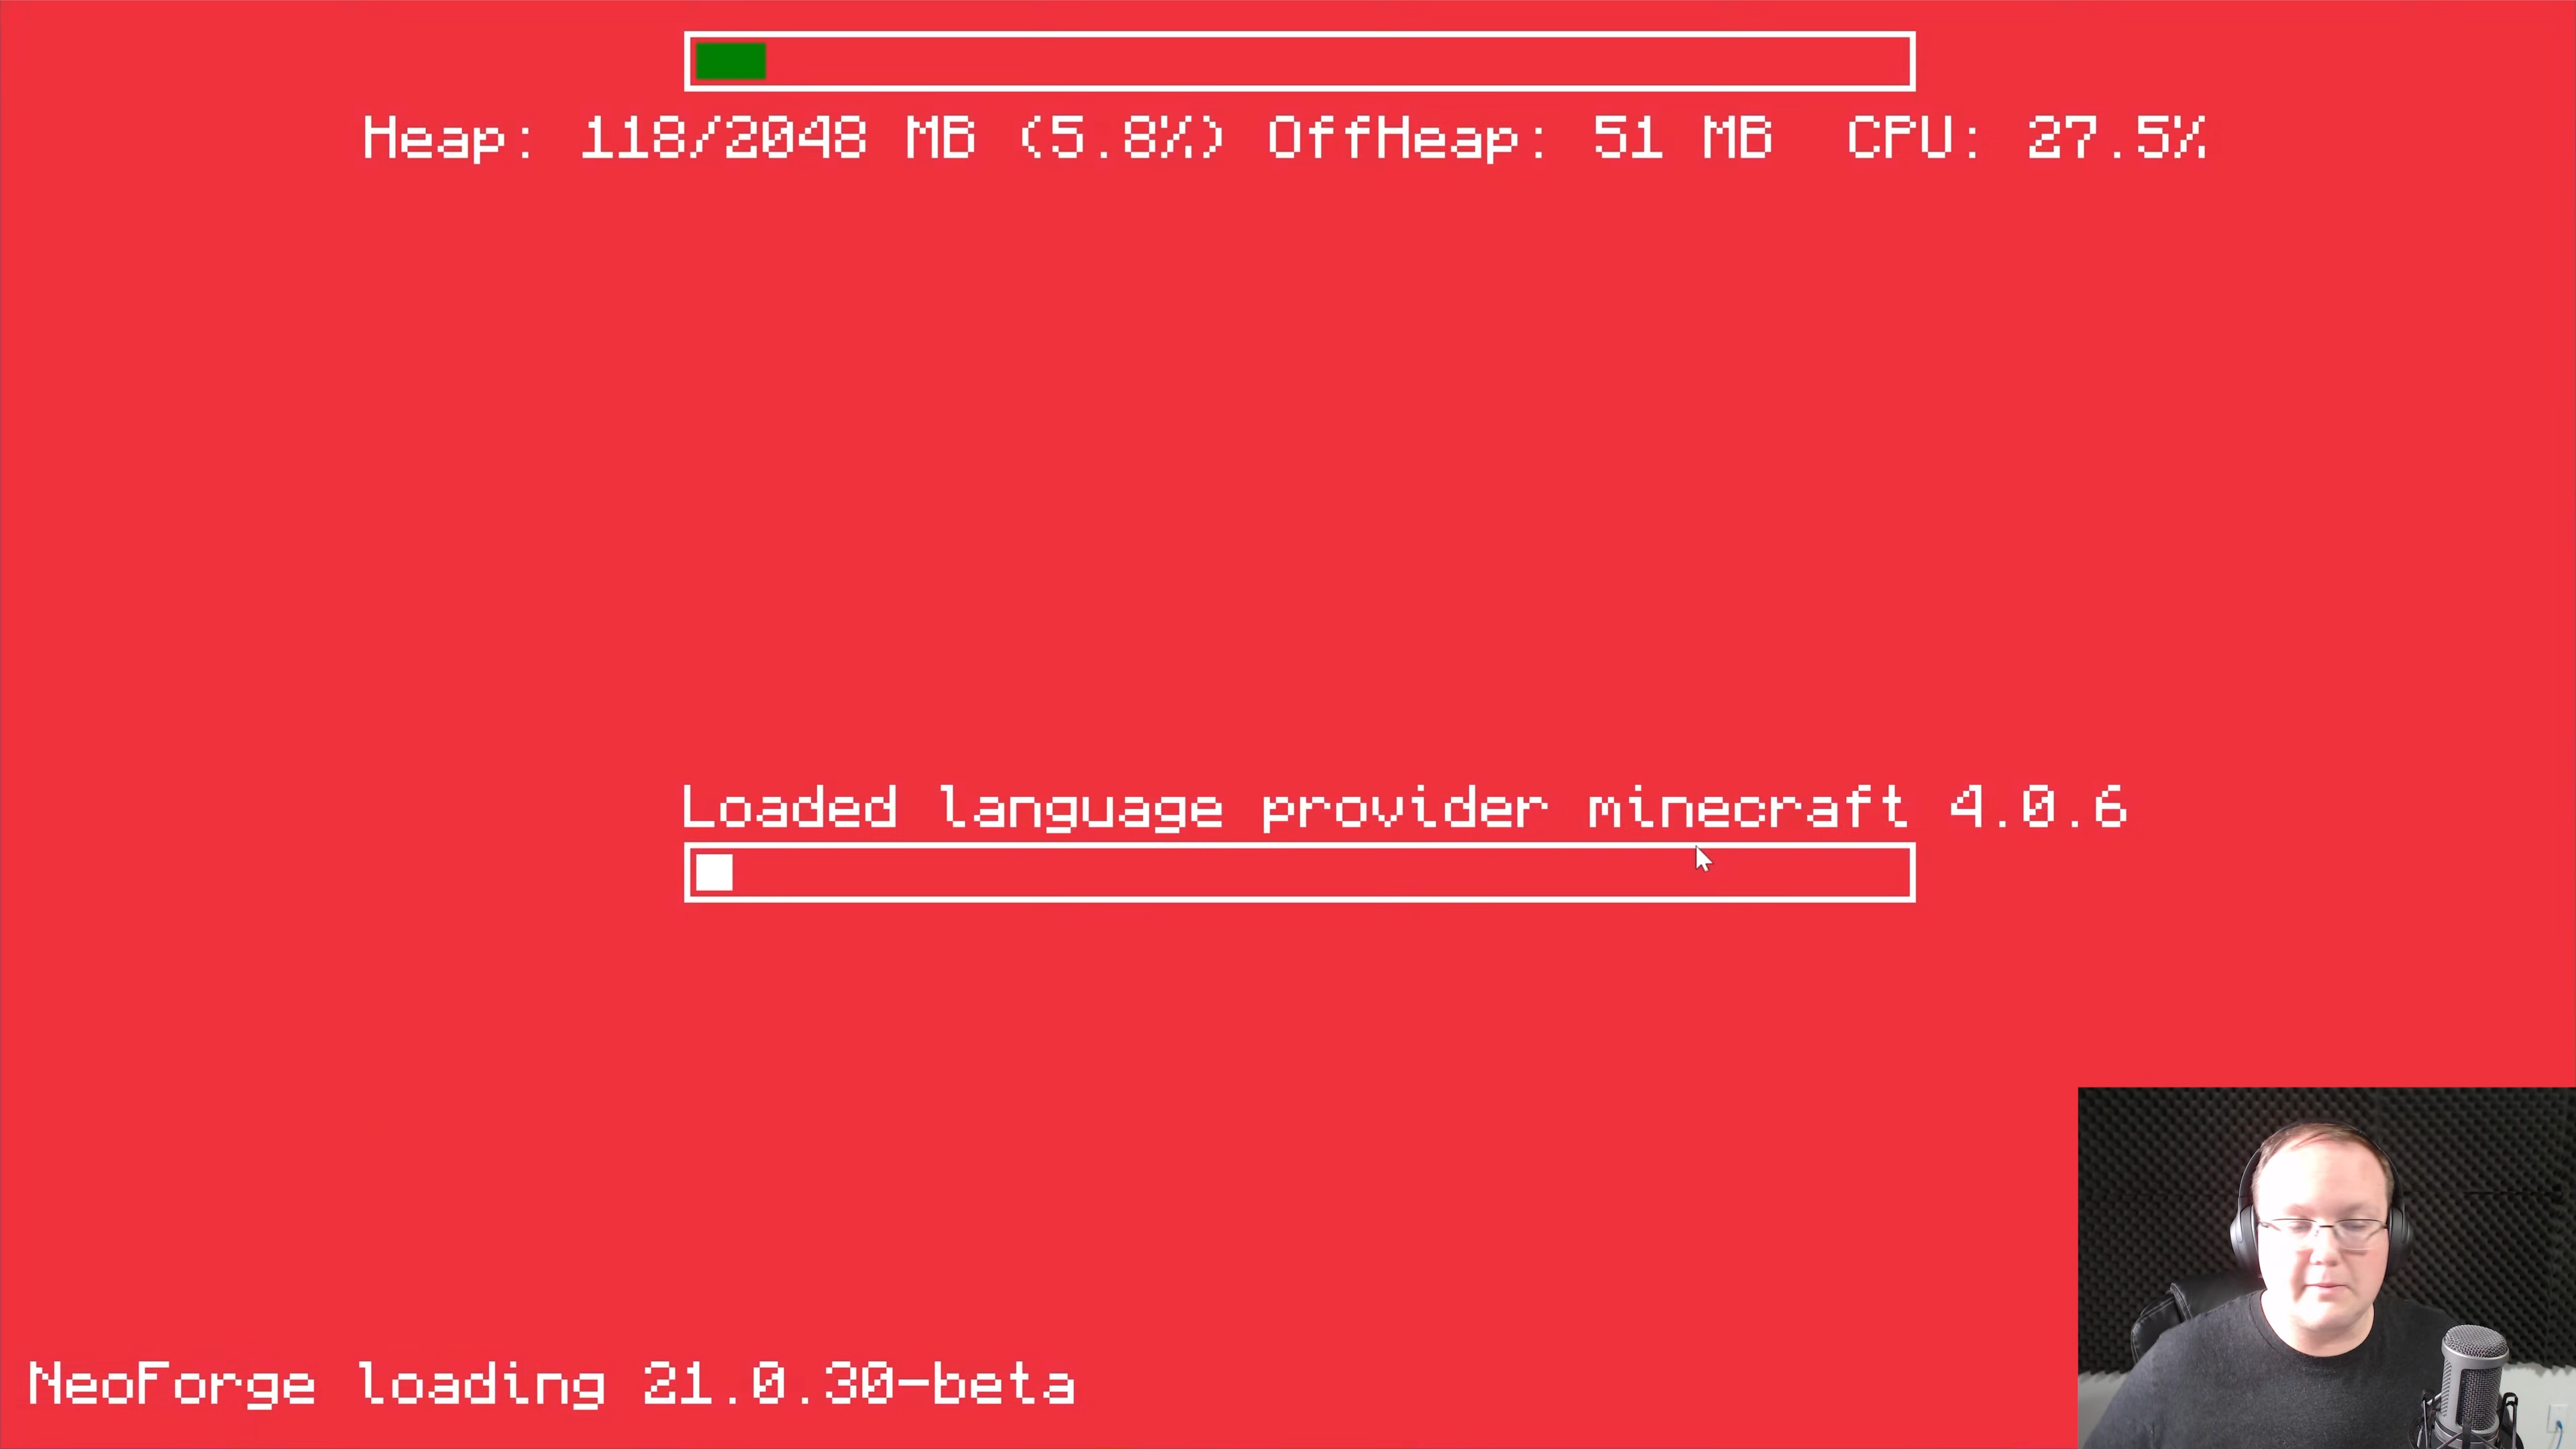 Heap: 118/2048 MB (5.8%) OffHeap: 51 MB  CPU: 27.5%
Loaded language provider minecraft 4.0.6
NeoForge loading 21.0.30-beta